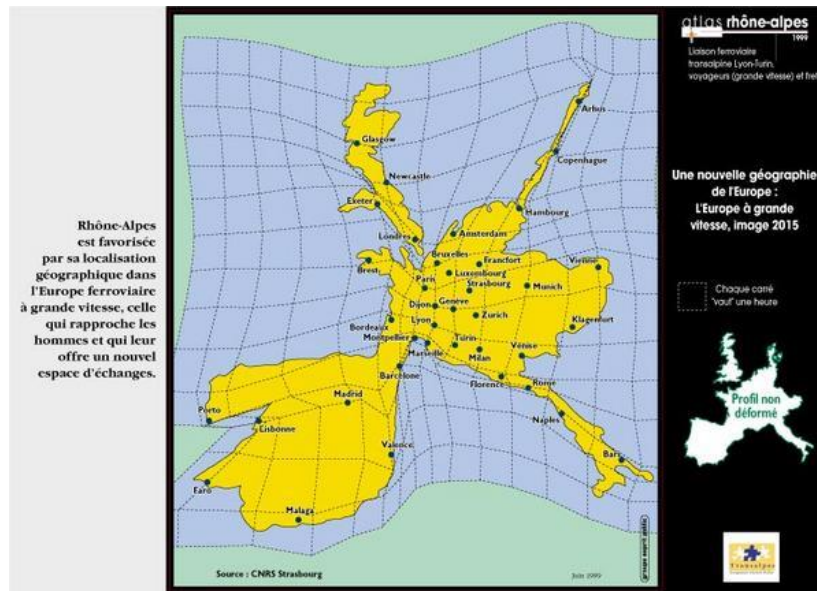 Rhône-Alpes
est favorisée
par sa localisation
géographique dans
l'Europe ferroviaire
à grande vitesse, celle
qui rapproche les
hommes et qui leur
offre un nouvel
espace d'échanges.
Glasgow
Newcastle
Exeter
Londres
Brest
Arhus
Copenhague
Hambourg
Amsterdam
Bruxelles
Francfort
Vienne
Luxembourg
Paris
Strasbourg
Munich
Dijon
Genève
Lyon
Zurich
Klagenfurt
Bordeaux
Montpellier
Turin
Venise
Marseille
Milan
Barcelone
Florence
Rome
Madrid
Porto
Lisbonne
Naples
Valence
Bari
Faro
Malaga
Source : CNRS Strasbourg
Juin 1999
groupe esprit public
atlas rhône-alpes
1999
Liaison ferroviaire
transalpine Lyon-Turin,
voyageurs (grande vitesse) et fret
Une nouvelle géographie
de l'Europe :
L'Europe à grande
vitesse, image 2015
Chaque carré
"vaut" une heure
Profil non
déformé
Transalpes